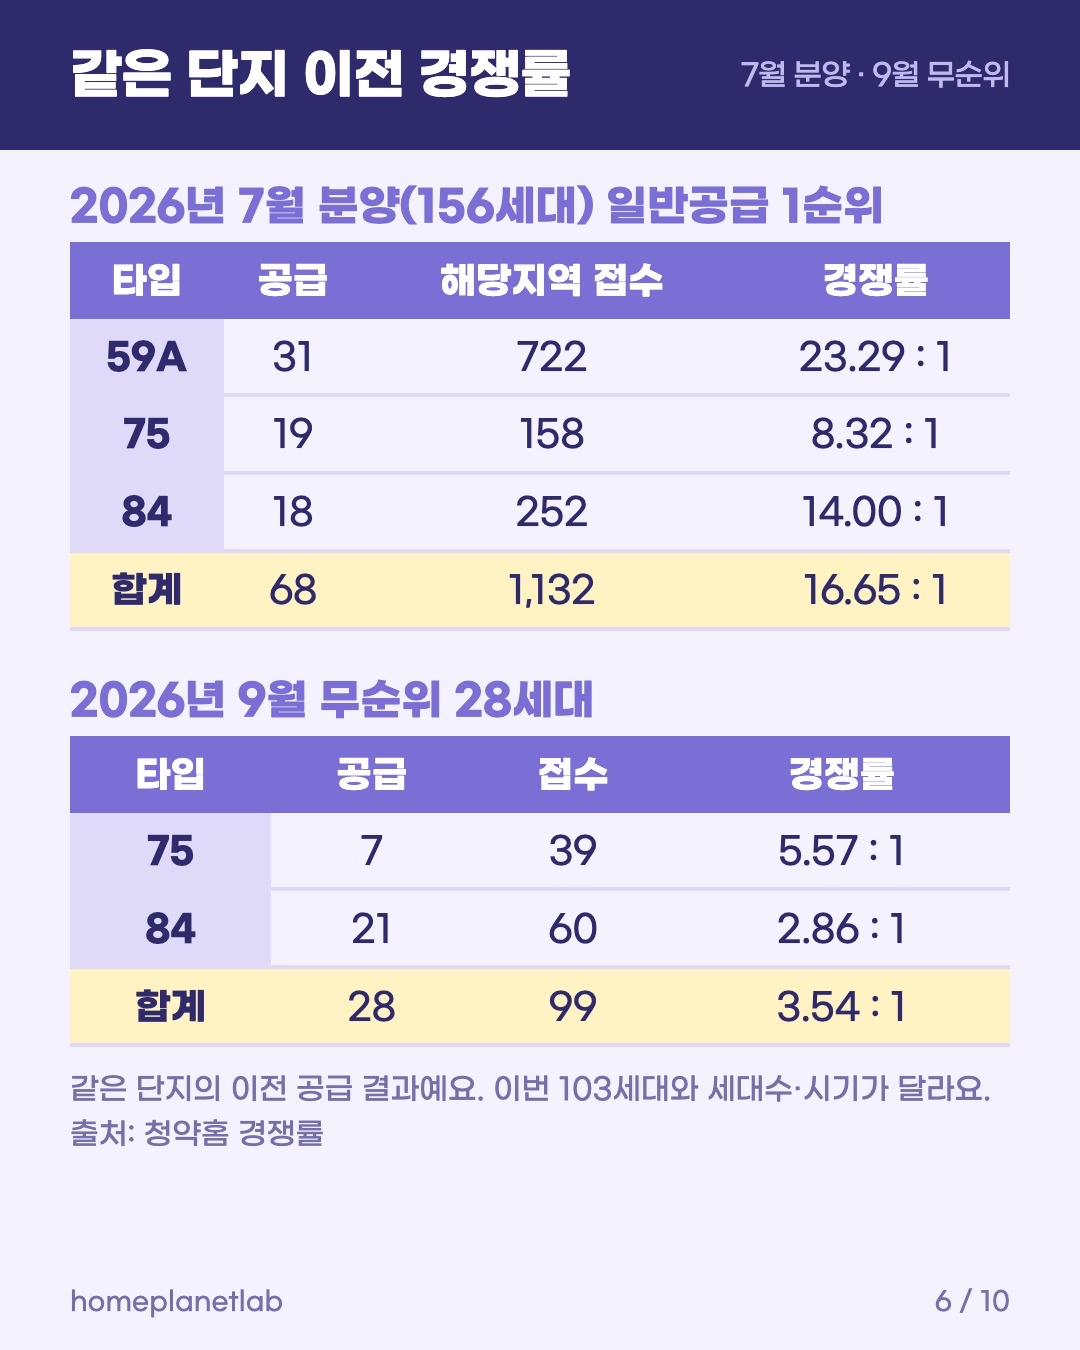 같은 단지 이전 경쟁률
7월 분양 · 9월 무순위
2026년 7월 분양(156세대) 일반공급 1순위
타입 공급 해당지역 접수 경쟁률
59A 31 722 23.29 : 1
75 19 158 8.32 : 1
84 18 252 14.00 : 1
합계 68 1,132 16.65 : 1
2026년 9월 무순위 28세대
타입 공급 접수 경쟁률
75 7 39 5.57 : 1
84 21 60 2.86 : 1
합계 28 99 3.54 : 1
같은 단지의 이전 공급 결과예요. 이번 103세대와 세대수·시기가 달라요.
출처: 청약홈 경쟁률
homeplanetlab
6 / 10